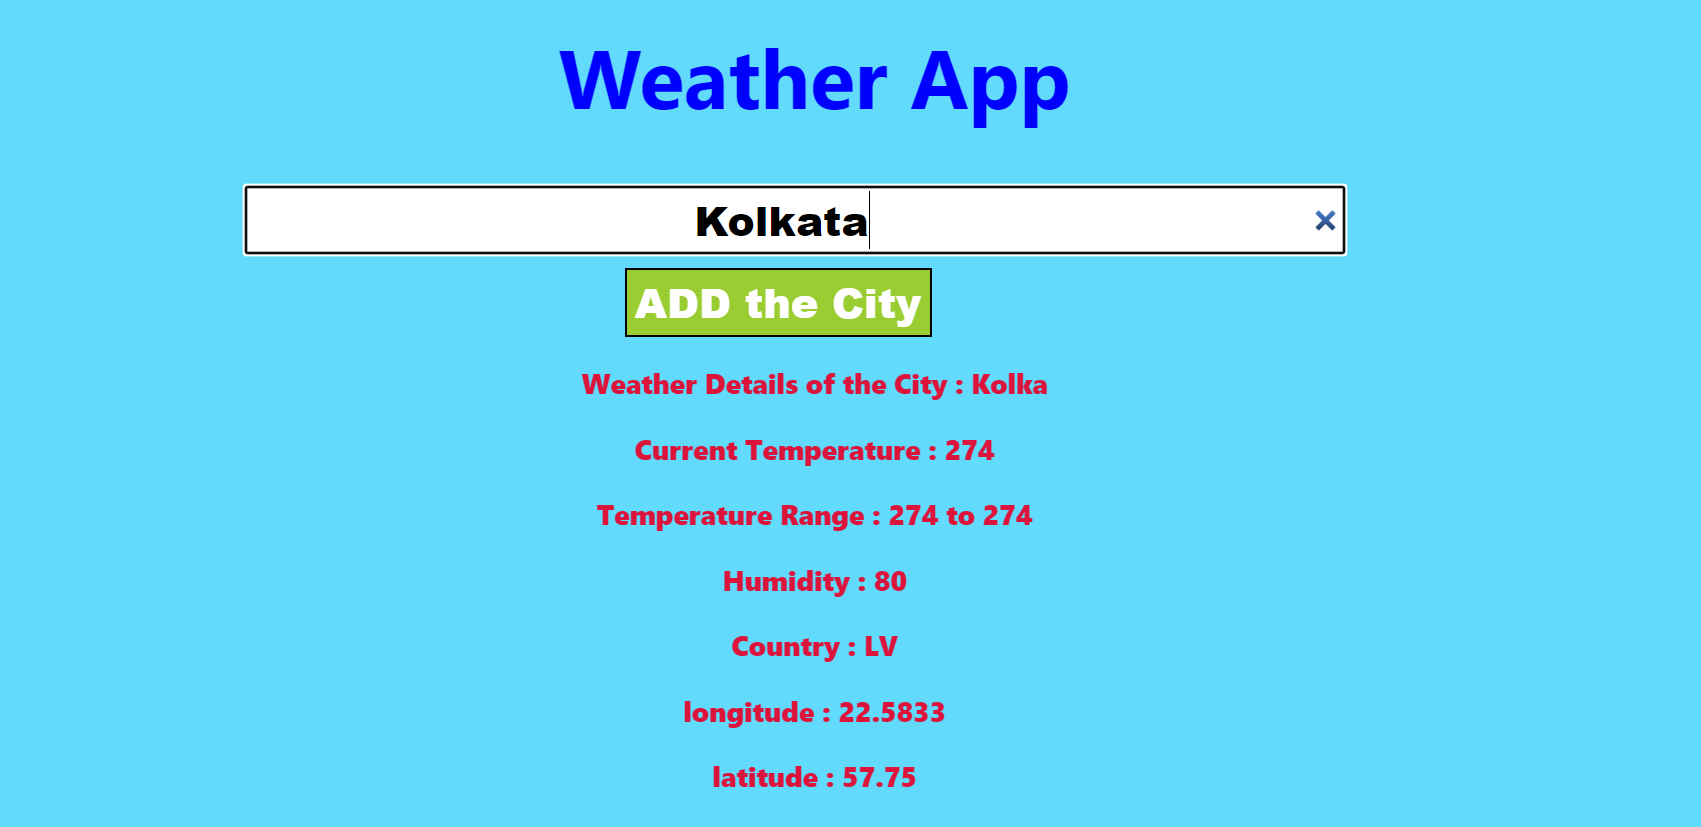 Weather App
Kolkata
ADD the City
Weather Details of the City : Kolka
Current Temperature : 274
Temperature Range : 274 to 274
Humidity : 80
Country : LV
longitude : 22.5833
latitude : 57.75